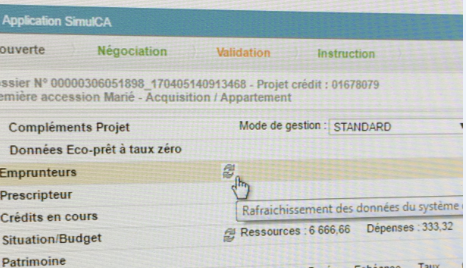 Application SimulCA
ouverte Négociation Validation Instruction
ossier N° 00000306051898_170405140913468 - Projet crédit : 01678079
emière accession Marié - Acquisition / Appartement
Compléments Projet Mode de gestion : STANDARD
Données Eco-prêt à taux zéro
Emprunteurs
Prescripteur
Rafraichissement des données du système
Crédits en cours
Situation/Budget Ressources : 6 666,66 Dépenses : 333,32
Patrimoine